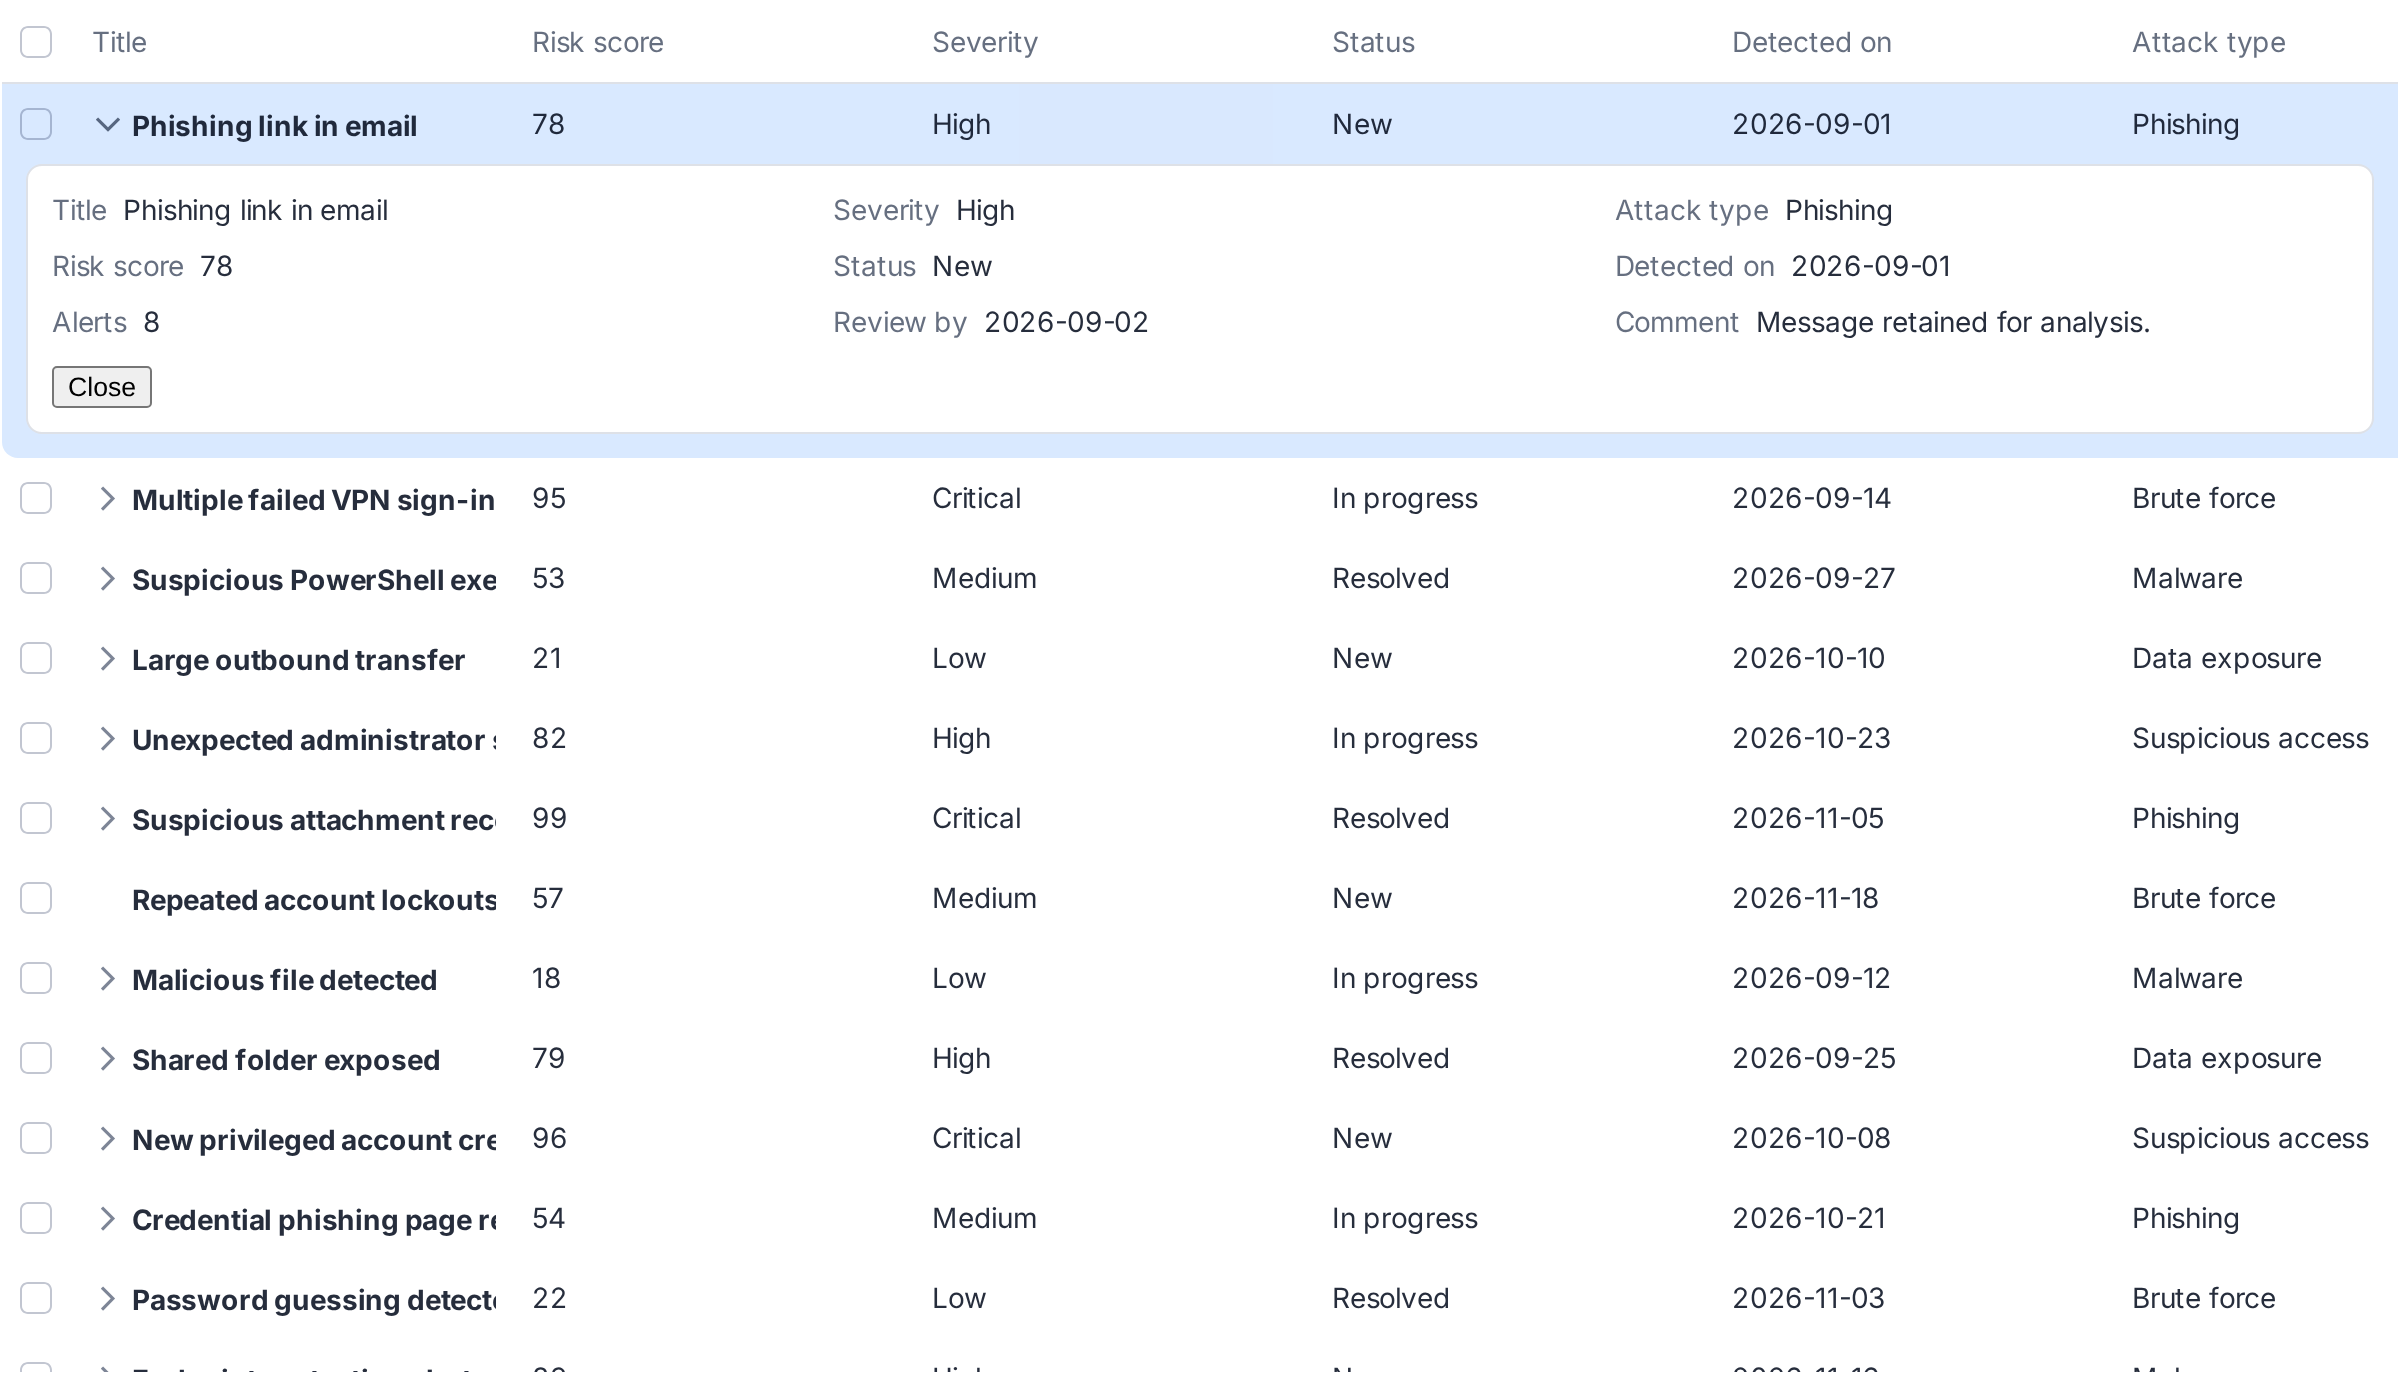 Title Risk score Severity Status Detected on Attack type
Phishing link in email 78 High New 2026-09-01 Phishing
Title Phishing link in email Severity High Attack type Phishing
Risk score 78 Status New Detected on 2026-09-01
Alerts 8 Review by 2026-09-02 Comment Message retained for analysis.
Close
Multiple failed VPN sign-in 95 Critical In progress 2026-09-14 Brute force
Suspicious PowerShell exe 53 Medium Resolved 2026-09-27 Malware
Large outbound transfer 21 Low New 2026-10-10 Data exposure
Unexpected administrator 82 High In progress 2026-10-23 Suspicious access
Suspicious attachment 99 Critical Resolved 2026-11-05 Phishing
Repeated account lockouts 57 Medium New 2026-11-18 Brute force
Malicious file detected 18 Low In progress 2026-09-12 Malware
Shared folder exposed 79 High Resolved 2026-09-25 Data exposure
New privileged account cre 96 Critical New 2026-10-08 Suspicious access
Credential phishing page 54 Medium In progress 2026-10-21 Phishing
Password guessing 22 Low Resolved 2026-11-03 Brute force